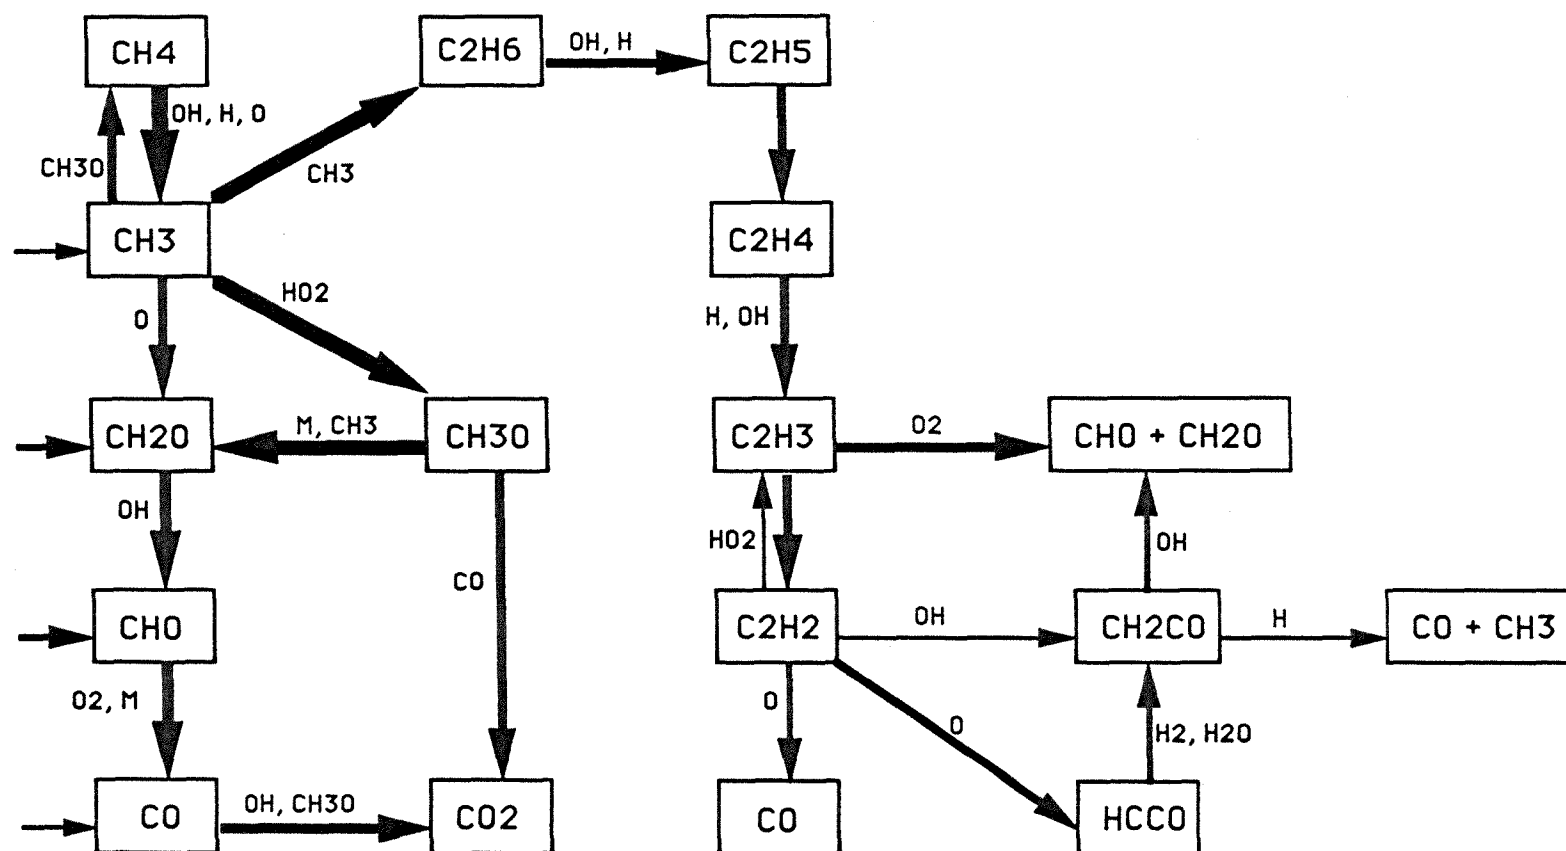 CH4
C2H6
OH, H
C2H5
OH, H, O
CH3O
CH3
CH3
C2H4
HO2
O
H, OH
CH2O
M, CH3
CH3O
C2H3
O2
CHO + CH2O
OH
HO2
OH
CO
CHO
C2H2
OH
CH2CO
H
CO + CH3
O2, M
O
O
H2, H2O
CO
OH, CH3O
CO2
CO
HCCO